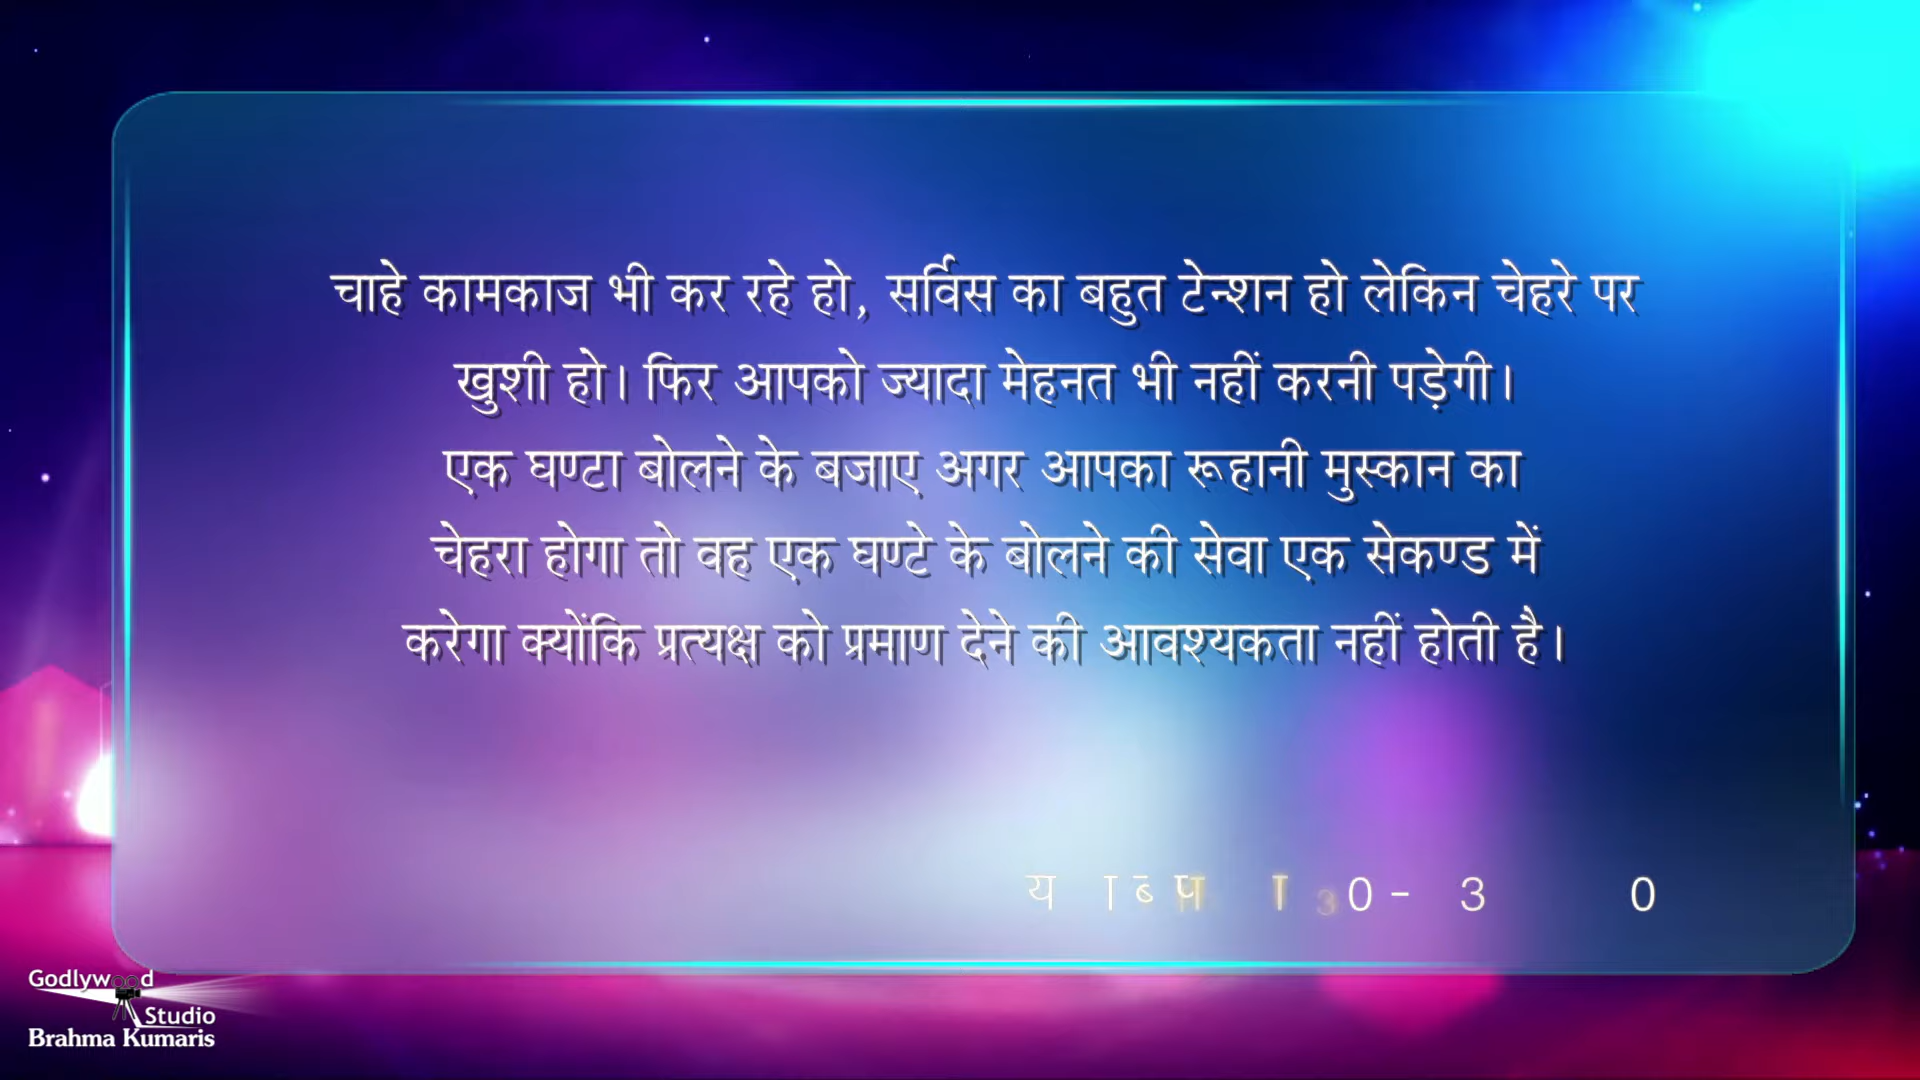 चाहे कामकाज भी कर रहे हो, सर्विस का बहुत टेन्शन हो लेकिन चेहरे पर
खुशी हो। फिर आपको ज्यादा मेहनत भी नहीं करनी पड़ेगी।
एक घण्टा बोलने के बजाए अगर आपका रूहानी मुस्कान का
चेहरा होगा तो वह एक घण्टे के बोलने की सेवा एक सेकण्ड में
करेगा क्योंकि प्रत्यक्ष को प्रमाण देने की आवश्यकता नहीं होती है।
Godlywood
Studio
Brahma Kumaris